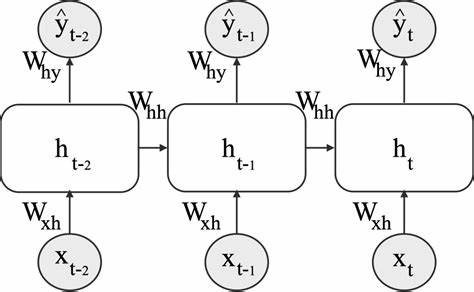 ŷt-2 ŷt-1 ŷt
Why Why Why
Whh Whh
ht-2 ht-1 ht
Wxh Wxh Wxh
xt-2 xt-1 xt